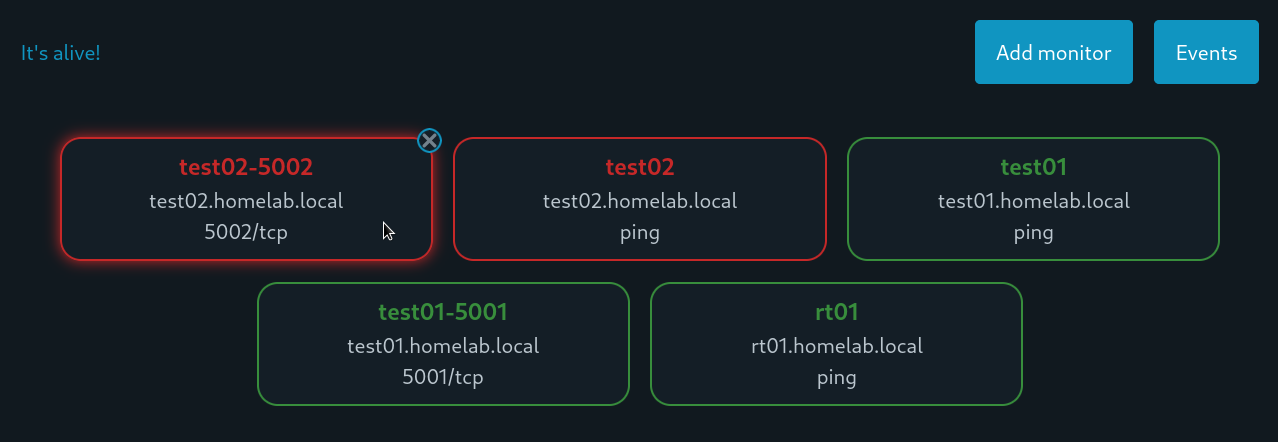 It's alive!
Add monitor
Events
test02-5002
test02.homelab.local
5002/tcp
test02
test02.homelab.local
ping
test01
test01.homelab.local
ping
test01-5001
test01.homelab.local
5001/tcp
rt01
rt01.homelab.local
ping